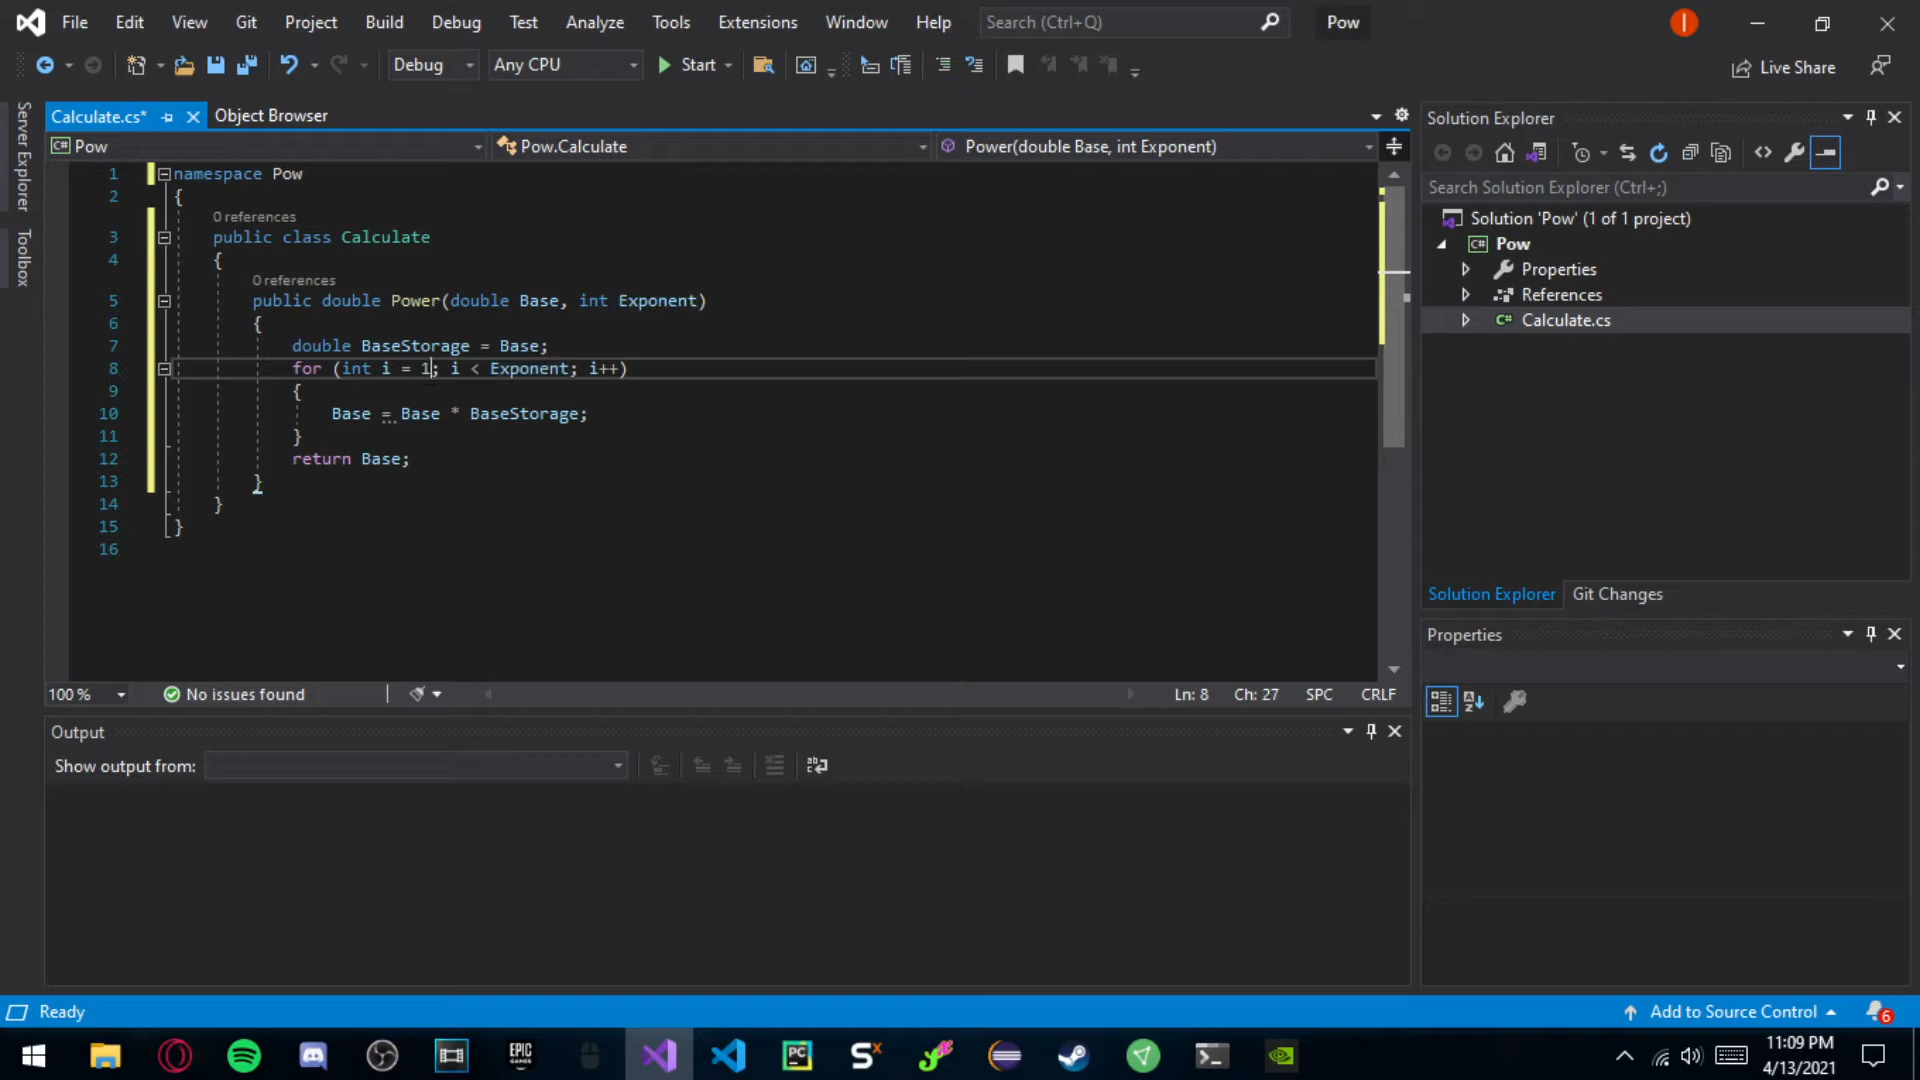 File Edit View Git Project Build Debug Test Analyze Tools Extensions Window Help Search (Ctrl+Q) Pow
Debug Any CPU Start Live Share
Server Explorer
Toolbox
Calculate.cs* Object Browser
C# Pow Pow.Calculate Power(double Base, int Exponent)
1 namespace Pow
2 {
0 references
3 public class Calculate
4 {
0 references
5 public double Power(double Base, int Exponent)
6 {
7 double BaseStorage = Base;
8 for (int i = 1; i < Exponent; i++)
9 {
10 Base = Base * BaseStorage;
11 }
12 return Base;
13 }
14 }
15 }
16
100 % No issues found Ln: 8 Ch: 27 SPC CRLF
Output
Show output from:
Solution Explorer
Search Solution Explorer (Ctrl+;)
Solution 'Pow' (1 of 1 project)
C# Pow
Properties
References
C# Calculate.cs
Solution Explorer Git Changes
Properties
Ready Add to Source Control 6
EPIC GAMES PC
11:09 PM
4/13/2021